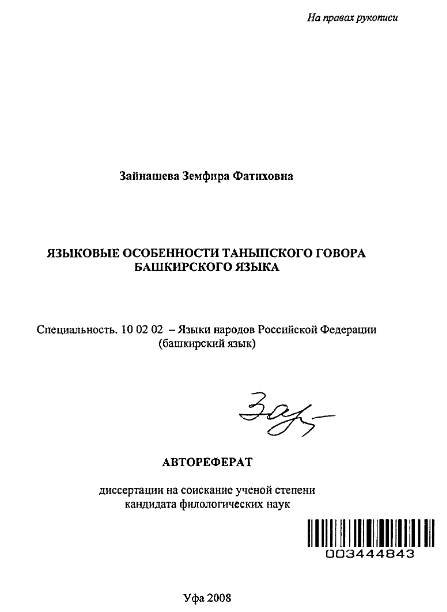 На правах рукописи
Зайнашева Земфира Фатиховна
ЯЗЫКОВЫЕ ОСОБЕННОСТИ ТАНЫПСКОГО ГОВОРА
БАШКИРСКОГО ЯЗЫКА
Специальность. 10 02 02 – Языки народов Российской Федерации
(башкирский язык)
АВТОРЕФЕРАТ
диссертации на соискание ученой степени
кандидата филологических наук
003444843
Уфа 2008